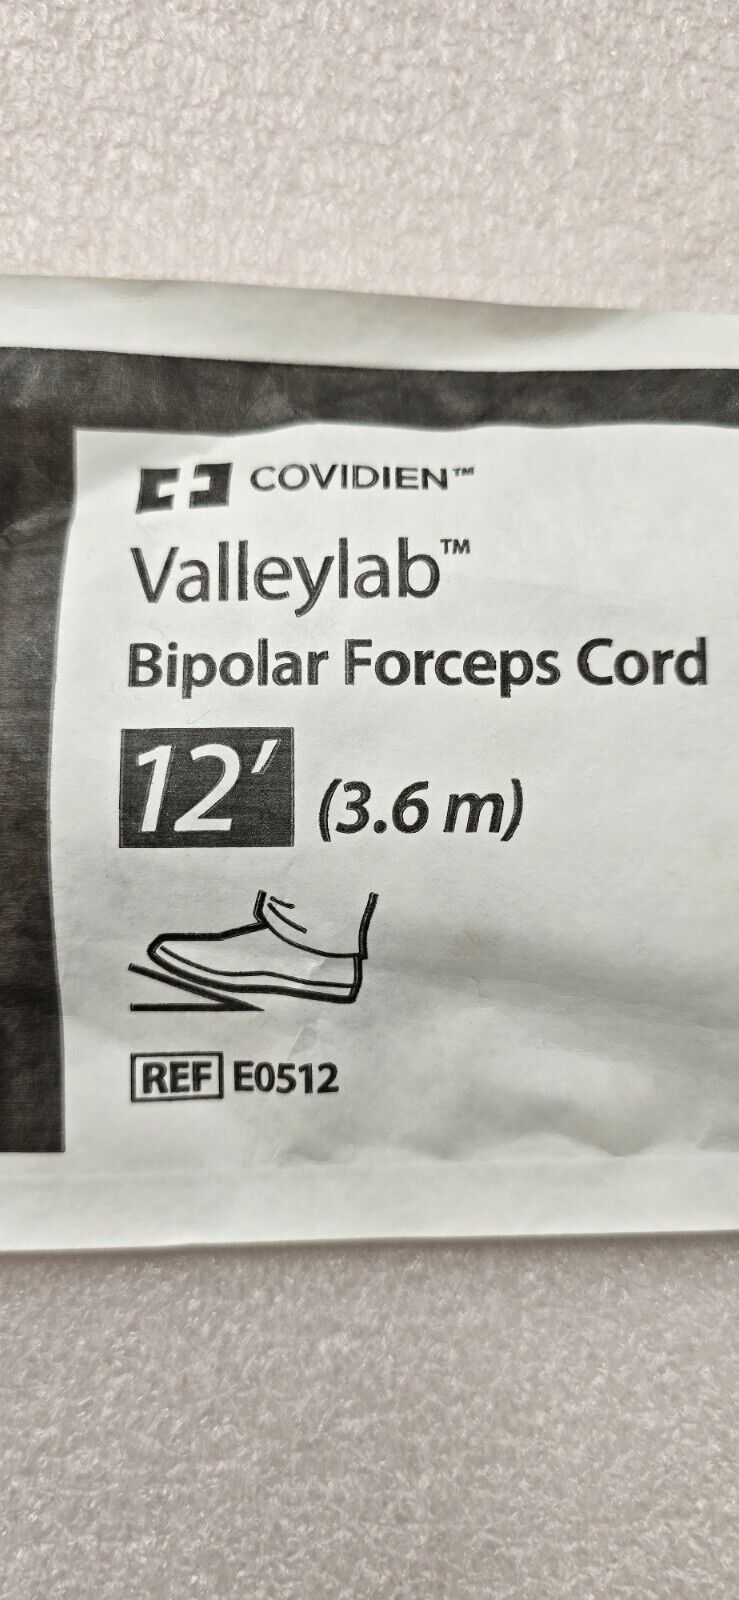 COVIDIEN™
Valleylab™
Bipolar Forceps Cord
12' (3.6 m)
REF E0512